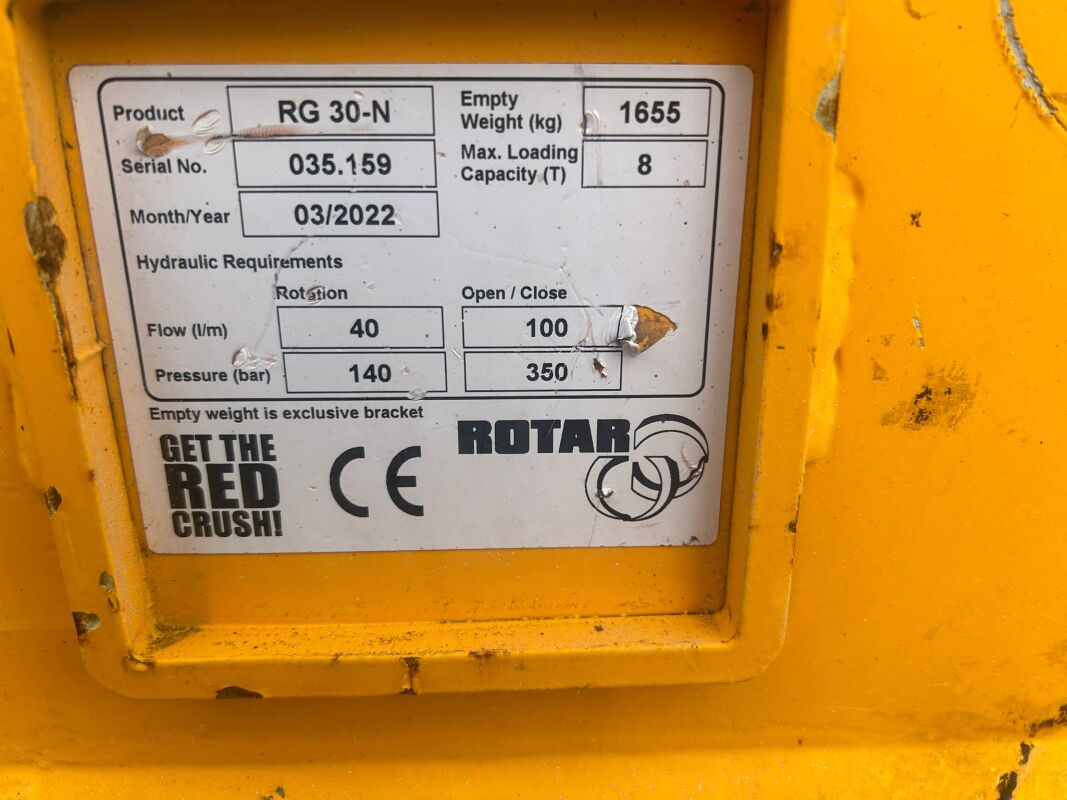 Product RG 30-N Empty Weight (kg) 1655
Serial No. 035.159 Max. Loading Capacity (T) 8
Month/Year 03/2022
Hydraulic Requirements
Rotation Open / Close
Flow (l/m) 40 100
Pressure (bar) 140 350
Empty weight is exclusive bracket
GET THE
RED
CRUSH!
CE
ROTAR